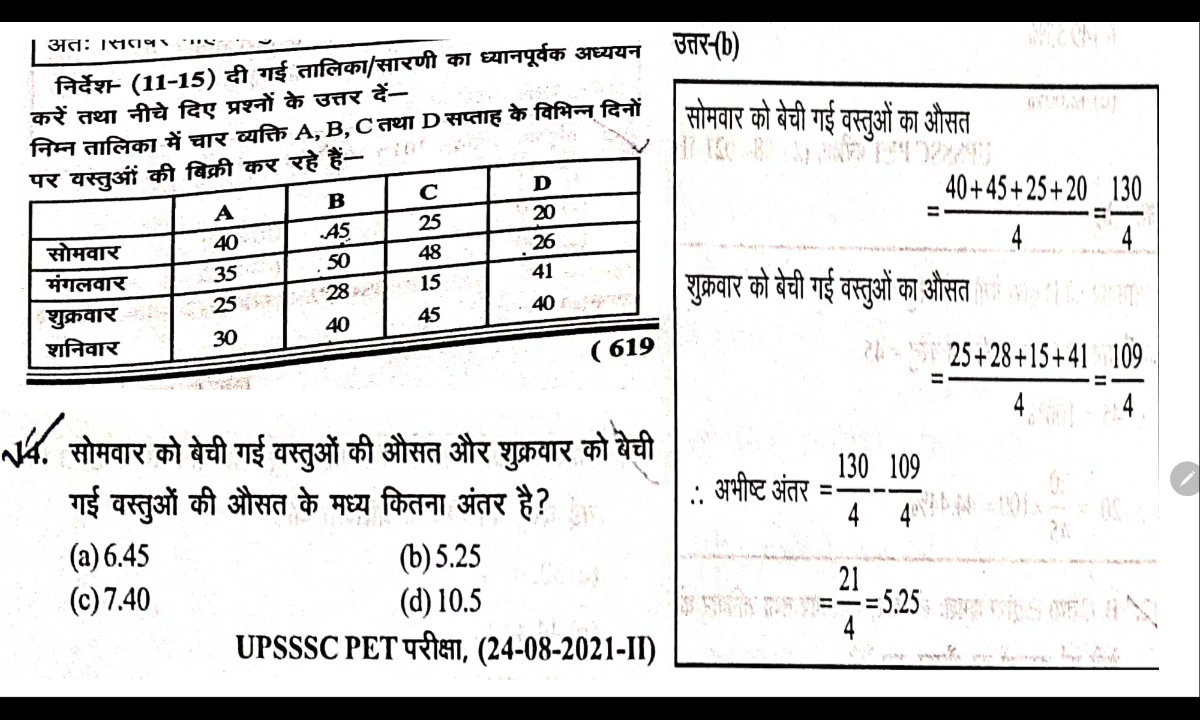 निर्देश- (11-15) दी गई तालिका/सारणी का ध्यानपूर्वक अध्ययन
करें तथा नीचे दिए प्रश्नों के उत्तर दें—
निम्न तालिका में चार व्यक्ति A, B, C तथा D सप्ताह के विभिन्न दिनों
पर वस्तुओं की बिक्री कर रहे हैं—
A B C D
सोमवार 40 45 25 20
मंगलवार 35 50 48 26
शुक्रवार 25 28 15 41
शनिवार 30 40 45 40
( 619
14. सोमवार को बेची गई वस्तुओं की औसत और शुक्रवार को बेची
गई वस्तुओं की औसत के मध्य कितना अंतर है?
(a) 6.45 (b) 5.25
(c) 7.40 (d) 10.5
UPSSSC PET परीक्षा, (24-08-2021-II)
उत्तर-(b)
सोमवार को बेची गई वस्तुओं का औसत
= 40+45+25+20/4 = 130/4
शुक्रवार को बेची गई वस्तुओं का औसत
= 25+28+15+41/4 = 109/4
∴ अभीष्ट अंतर = 130/4 - 109/4
= 21/4 = 5.25